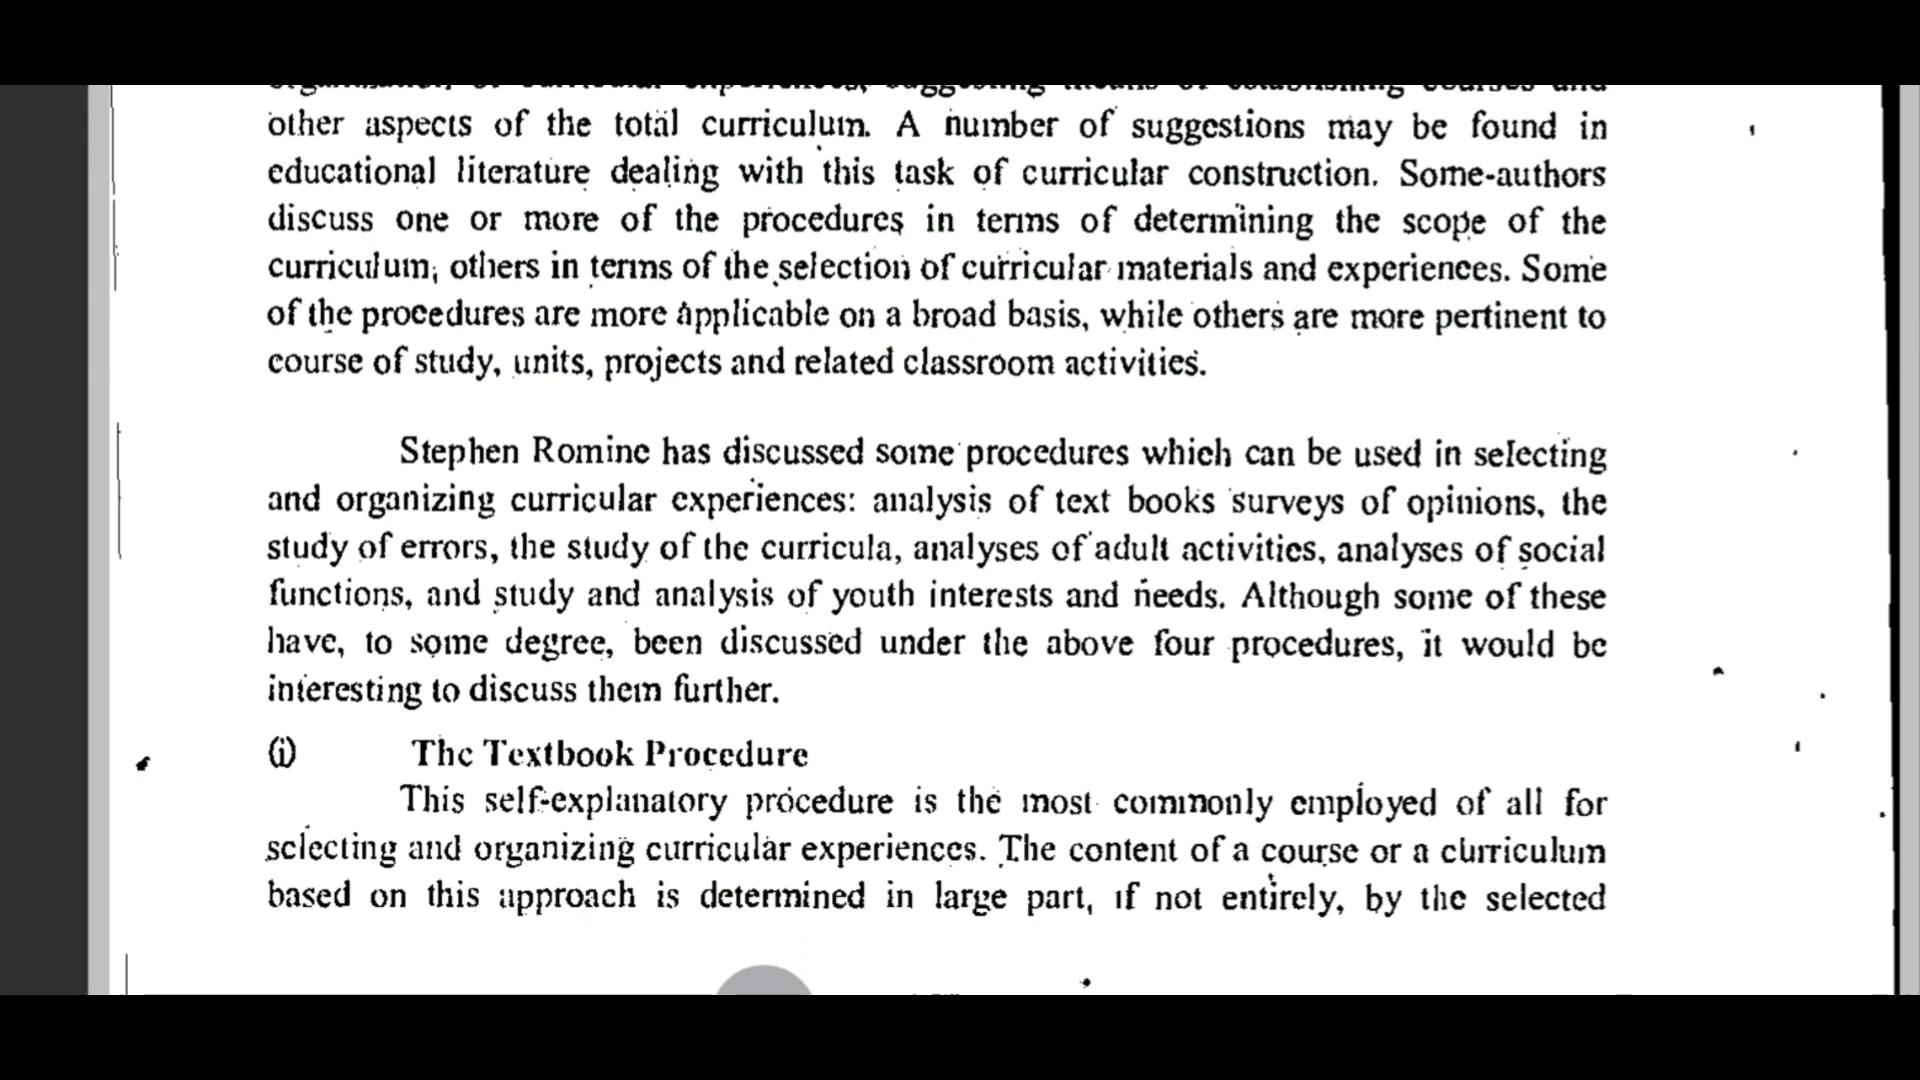 other aspects of the total curriculum. A number of suggestions may be found in
educational literature dealing with this task of curricular construction. Some-authors
discuss one or more of the procedures in terms of determining the scope of the
curriculum, others in terms of the selection of curricular materials and experiences. Some
of the procedures are more applicable on a broad basis, while others are more pertinent to
course of study, units, projects and related classroom activities.
Stephen Romine has discussed some procedures which can be used in selecting
and organizing curricular experiences: analysis of text books surveys of opinions, the
study of errors, the study of the curricula, analyses of adult activities, analyses of social
functions, and study and analysis of youth interests and needs. Although some of these
have, to some degree, been discussed under the above four procedures, it would be
interesting to discuss them further.
(i) The Textbook Procedure
This self-explanatory procedure is the most commonly employed of all for
selecting and organizing curricular experiences. The content of a course or a curriculum
based on this approach is determined in large part, if not entirely, by the selected